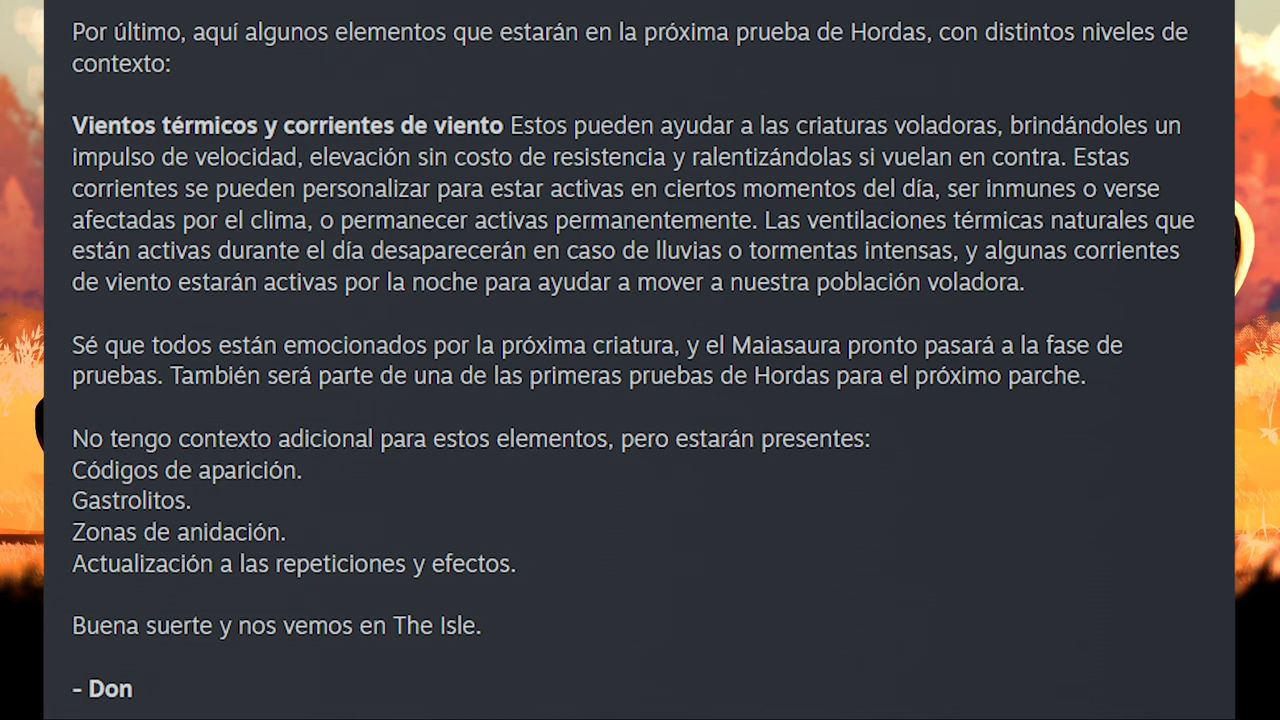 Por último, aquí algunos elementos que estarán en la próxima prueba de Hordas, con distintos niveles de
contexto:
Vientos térmicos y corrientes de viento Estos pueden ayudar a las criaturas voladoras, brindándoles un
impulso de velocidad, elevación sin costo de resistencia y ralentizándolas si vuelan en contra. Estas
corrientes se pueden personalizar para estar activas en ciertos momentos del día, ser inmunes o verse
afectadas por el clima, o permanecer activas permanentemente. Las ventilaciones térmicas naturales que
están activas durante el día desaparecerán en caso de lluvias o tormentas intensas, y algunas corrientes
de viento estarán activas por la noche para ayudar a mover a nuestra población voladora.
Sé que todos están emocionados por la próxima criatura, y el Maiasaura pronto pasará a la fase de
pruebas. También será parte de una de las primeras pruebas de Hordas para el próximo parche.
No tengo contexto adicional para estos elementos, pero estarán presentes:
Códigos de aparición.
Gastrolitos.
Zonas de anidación.
Actualización a las repeticiones y efectos.
Buena suerte y nos vemos en The Isle.
- Don